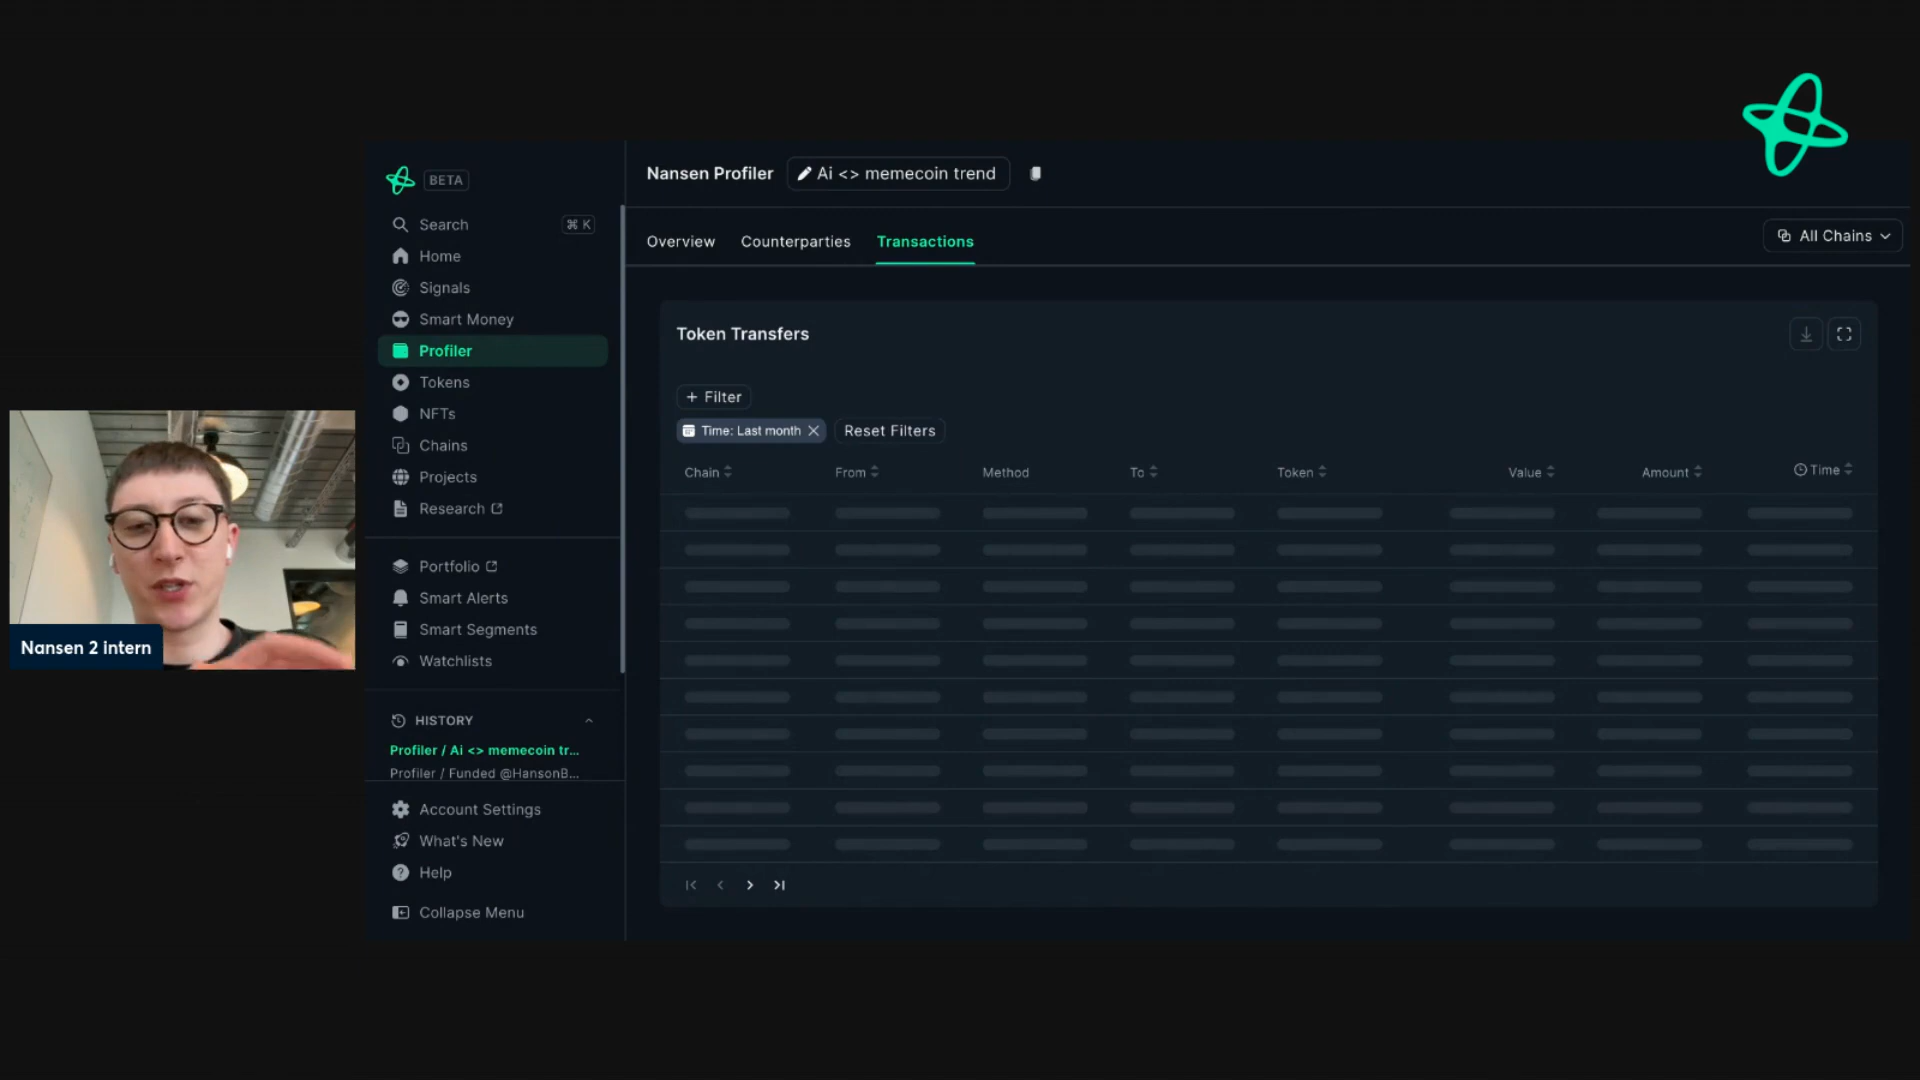 BETA
Search
⌘ K
Home
Signals
Smart Money
Profiler
Tokens
NFTs
Chains
Projects
Research
Portfolio
Smart Alerts
Smart Segments
Watchlists
HISTORY
Profiler / Ai <> memecoin tr...
Profiler / Funded @HansonB...
Account Settings
What's New
Help
Collapse Menu
Nansen Profiler
Ai <> memecoin trend
Overview Counterparties Transactions
All Chains
Token Transfers
+ Filter
Time: Last month
Reset Filters
Chain From Method To Token Value Amount Time
Nansen 2 intern